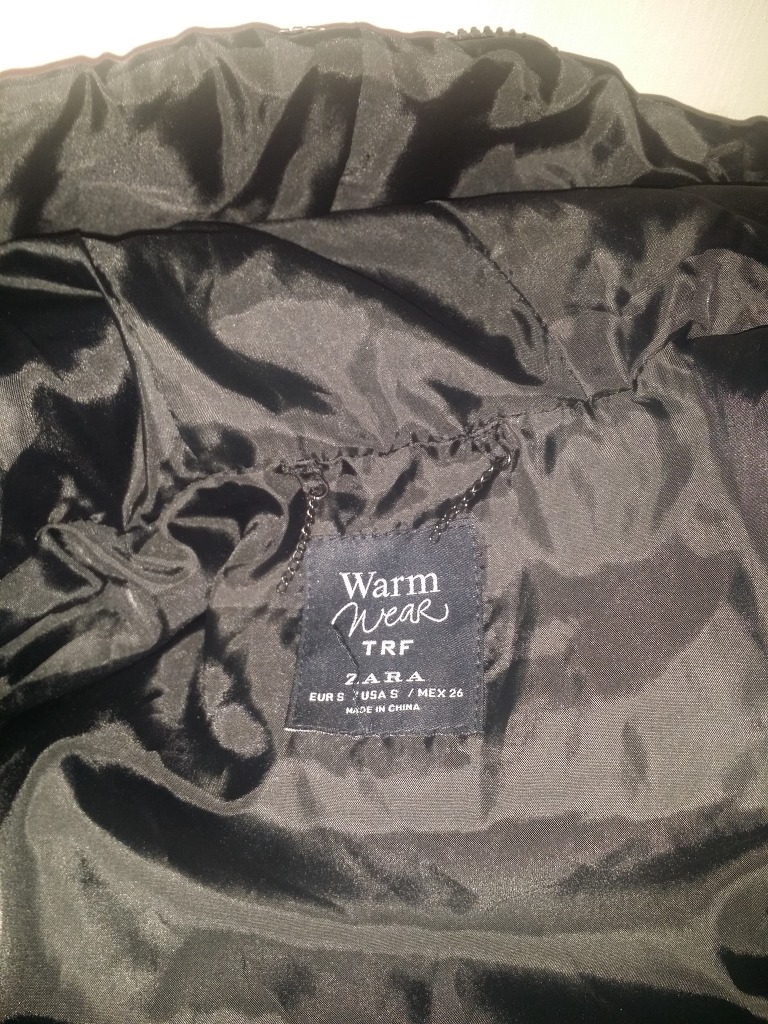 Warm
Wear
TRF
ZARA
EUR S / USA S / MEX 26
MADE IN CHINA